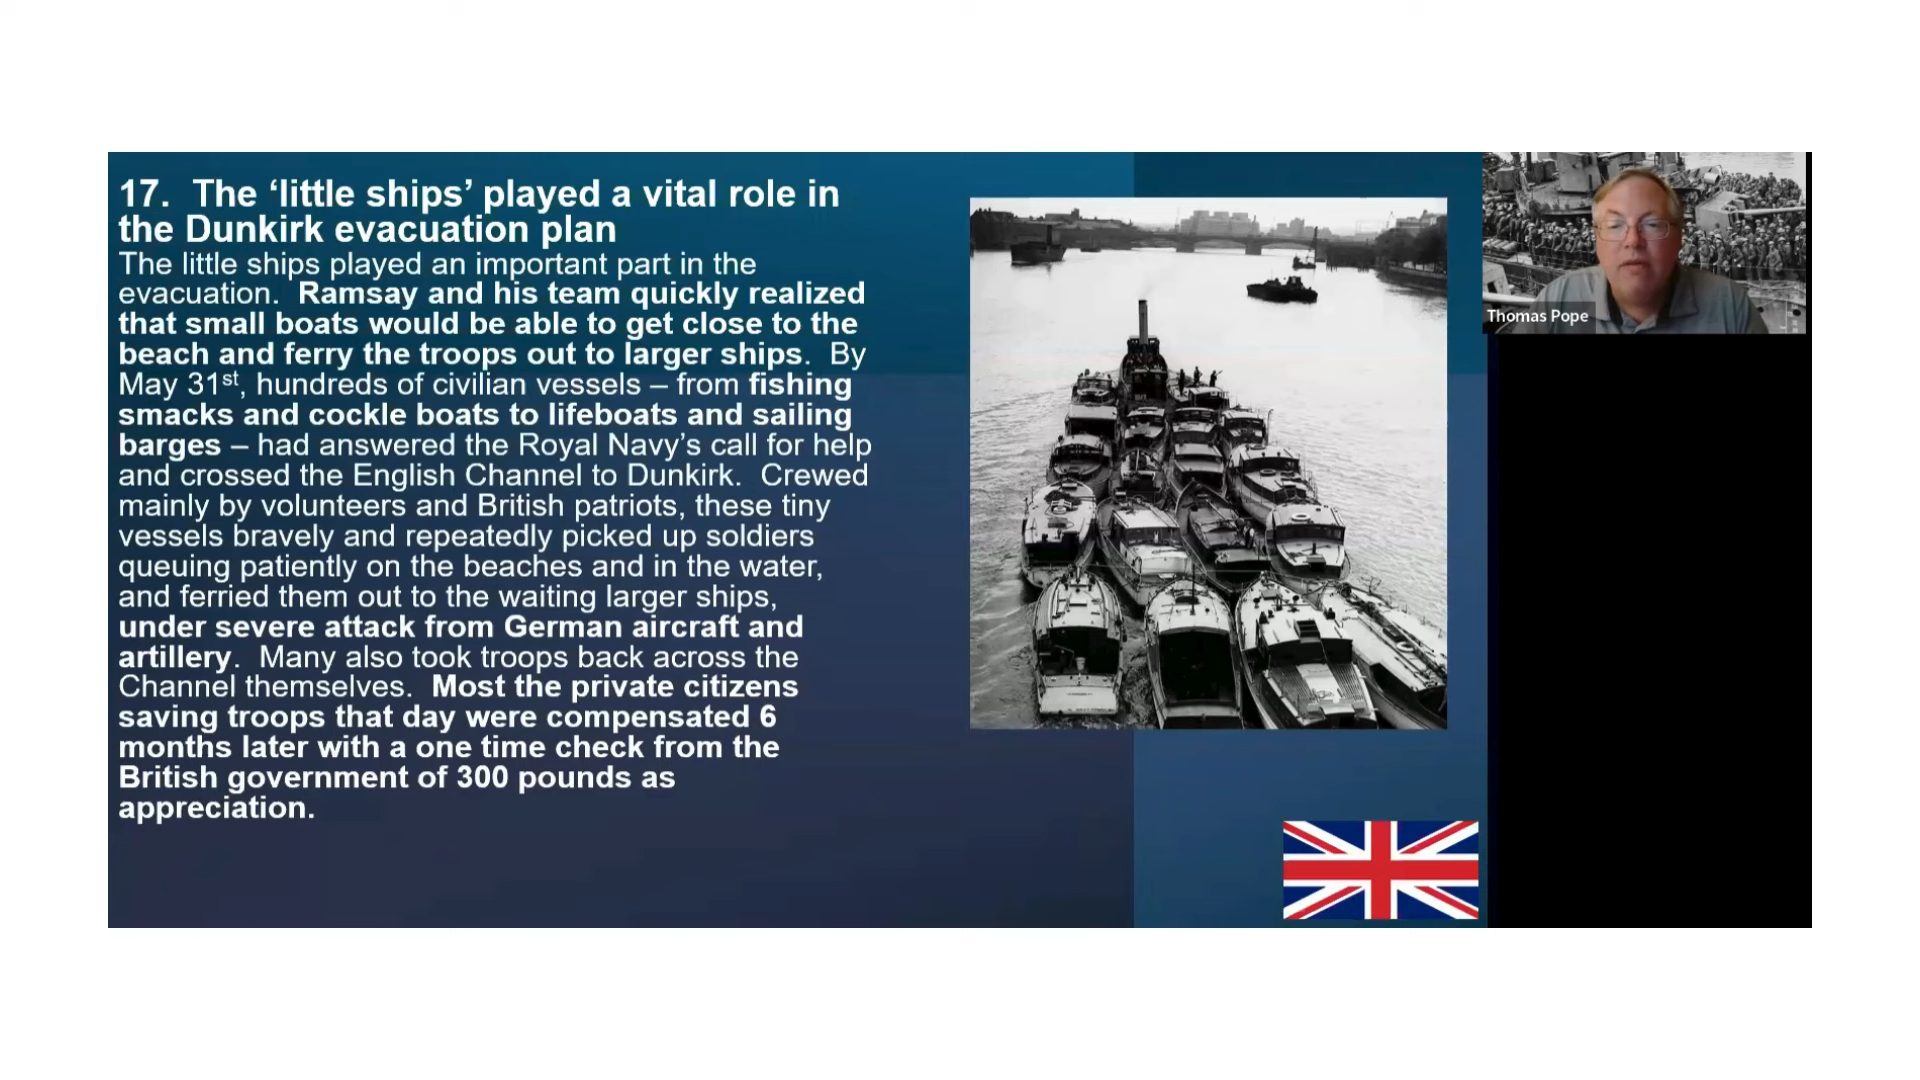 17.  The ‘little ships’ played a vital role in
the Dunkirk evacuation plan
The little ships played an important part in the
evacuation.  Ramsay and his team quickly realized
that small boats would be able to get close to the
beach and ferry the troops out to larger ships.  By
May 31st, hundreds of civilian vessels – from fishing
smacks and cockle boats to lifeboats and sailing
barges – had answered the Royal Navy’s call for help
and crossed the English Channel to Dunkirk.  Crewed
mainly by volunteers and British patriots, these tiny
vessels bravely and repeatedly picked up soldiers
queuing patiently on the beaches and in the water,
and ferried them out to the waiting larger ships,
under severe attack from German aircraft and
artillery.  Many also took troops back across the
Channel themselves.  Most the private citizens
saving troops that day were compensated 6
months later with a one time check from the
British government of 300 pounds as
appreciation.
Thomas Pope